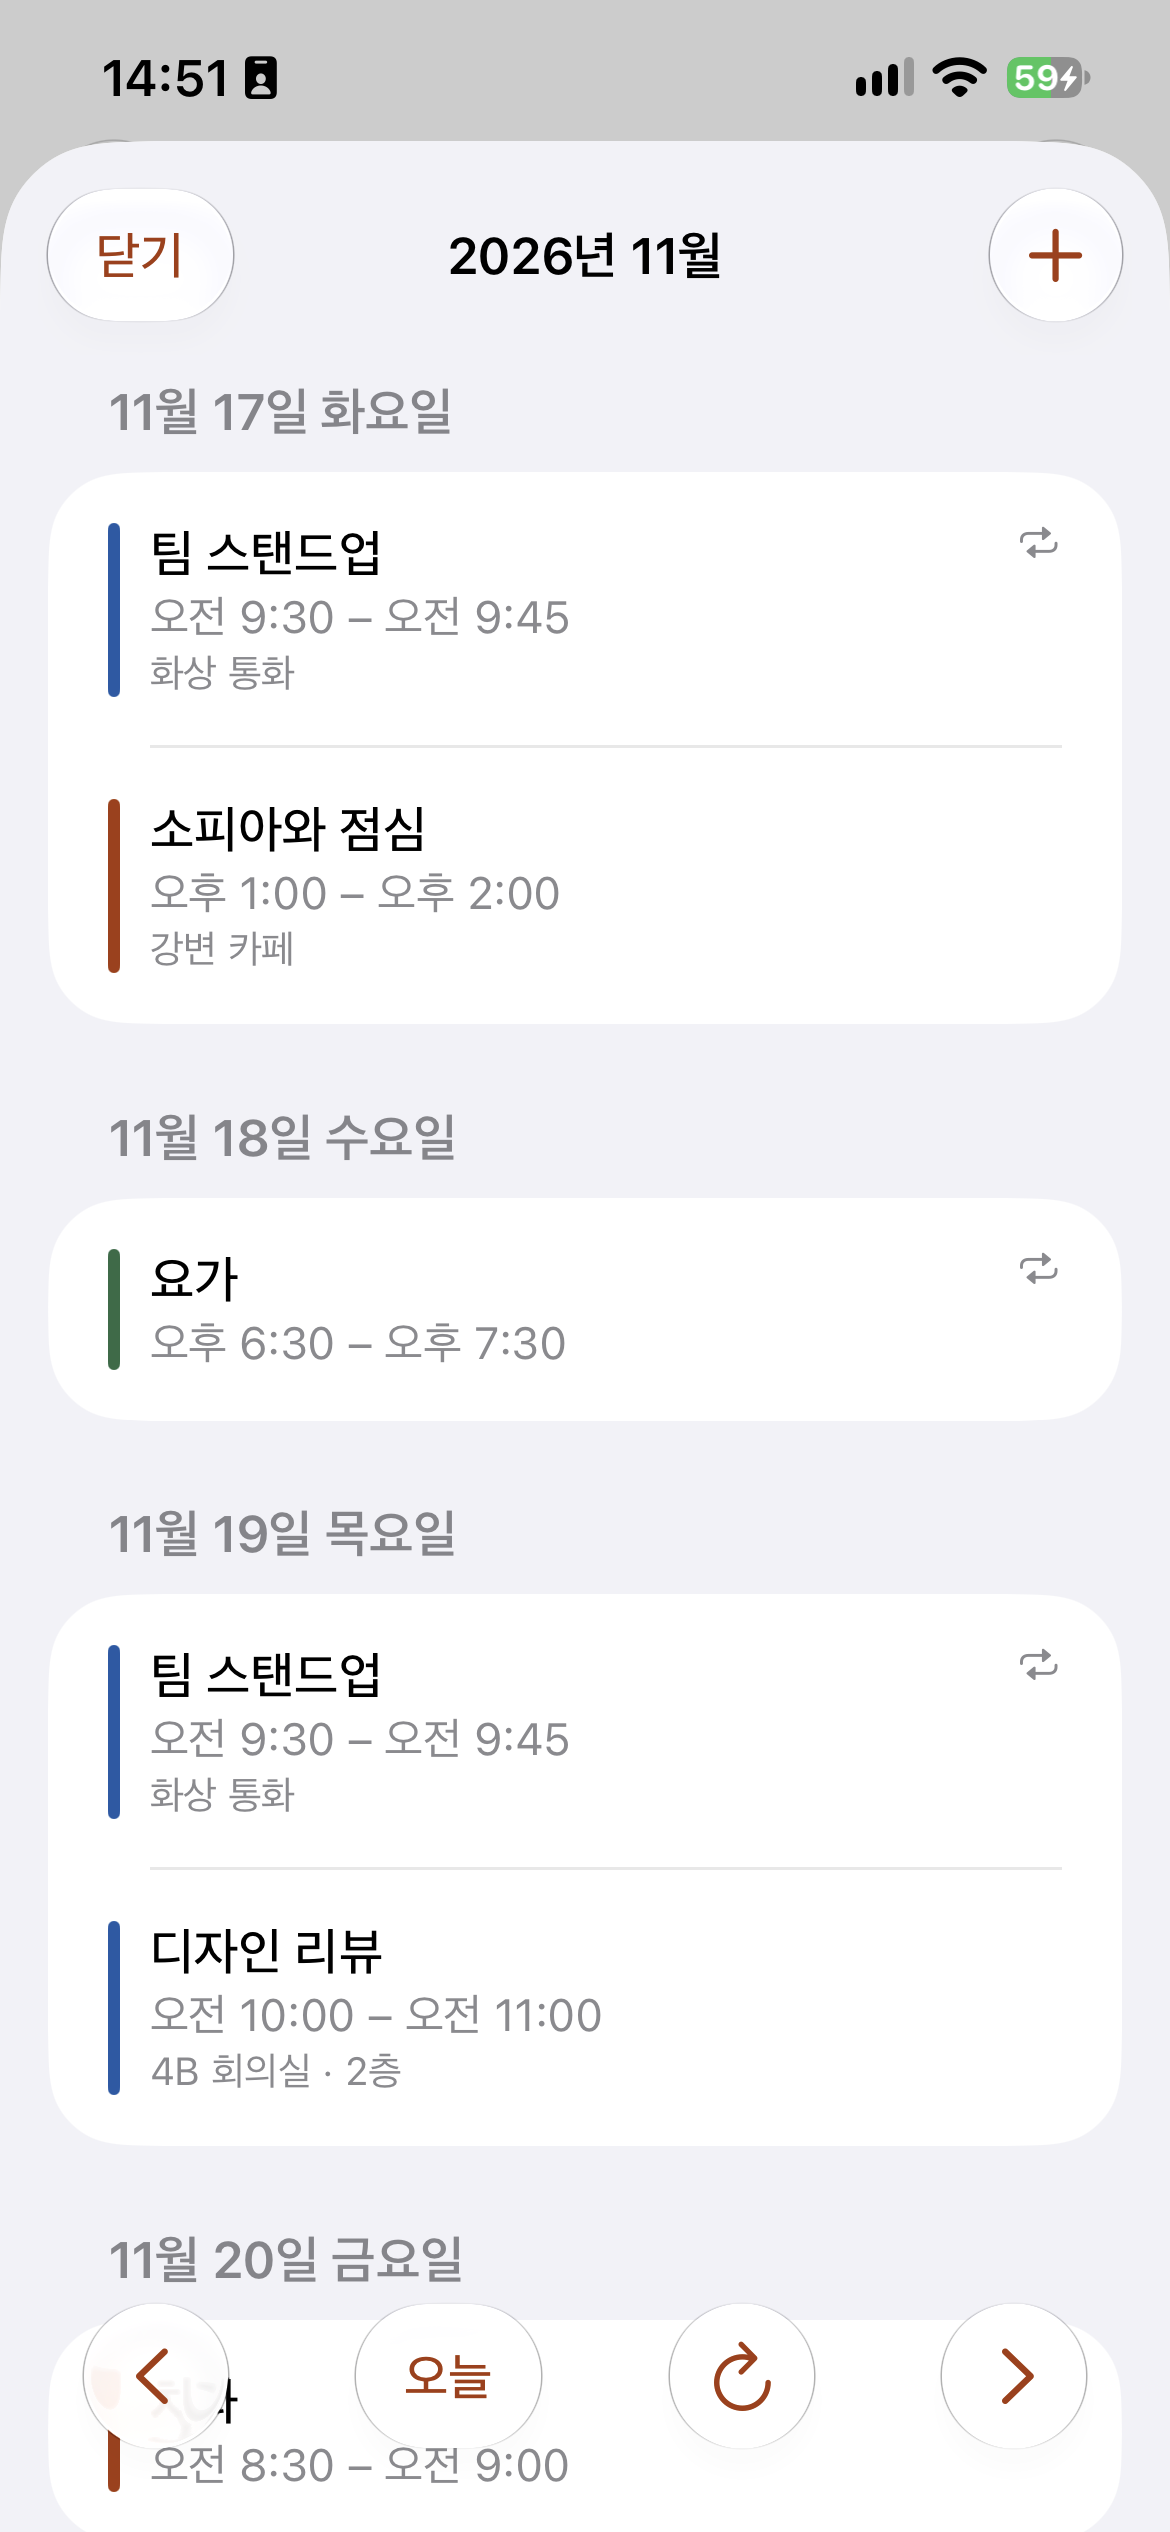 14:51
59
닫기
2026년 11월
11월 17일 화요일
팀 스탠드업
오전 9:30 – 오전 9:45
화상 통화
소피아와 점심
오후 1:00 – 오후 2:00
강변 카페
11월 18일 수요일
요가
오후 6:30 – 오후 7:30
11월 19일 목요일
팀 스탠드업
오전 9:30 – 오전 9:45
화상 통화
디자인 리뷰
오전 10:00 – 오전 11:00
4B 회의실 · 2층
11월 20일 금요일
오늘
오전 8:30 – 오전 9:00